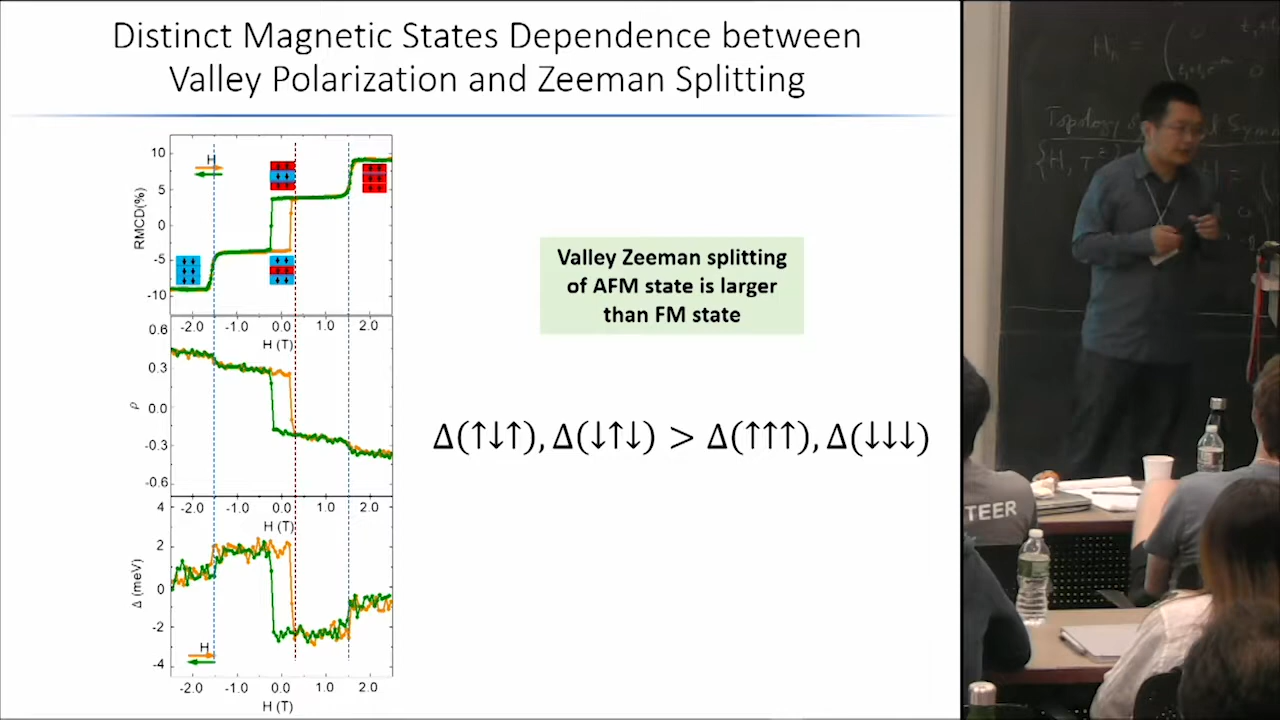 Distinct Magnetic States Dependence between
Valley Polarization and Zeeman Splitting
10
5
0
-5
-10
RMCD(%)
H
-2.0 -1.0 0.0 1.0 2.0
H (T)
0.6
0.3
0.0
-0.3
-0.6
ρ
-2.0 -1.0 0.0 1.0 2.0
H (T)
4
2
0
-2
-4
Δ (meV)
H
-2.0 -1.0 0.0 1.0 2.0
H (T)
Valley Zeeman splitting
of AFM state is larger
than FM state
Δ(↑↓↑), Δ(↓↑↓) > Δ(↑↑↑), Δ(↓↓↓)
Topology
TEER